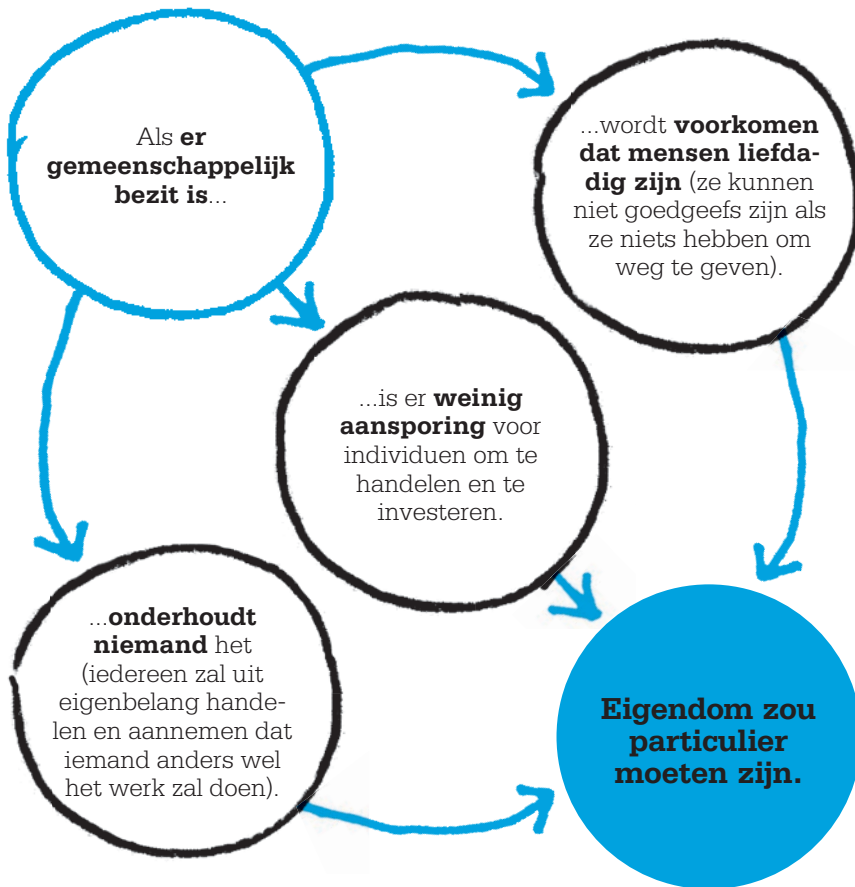 Als er
gemeenschappelijk
bezit is...
...wordt voorkomen
dat mensen liefda-
dig zijn (ze kunnen
niet goedgeefs zijn als
ze niets hebben om
weg te geven).
...is er weinig
aansporing voor
individuen om te
handelen en te
investeren.
...onderhoudt
niemand het
(iedereen zal uit
eigenbelang hande-
len en aannemen dat
iemand anders wel
het werk zal doen).
Eigendom zou
particulier
moeten zijn.